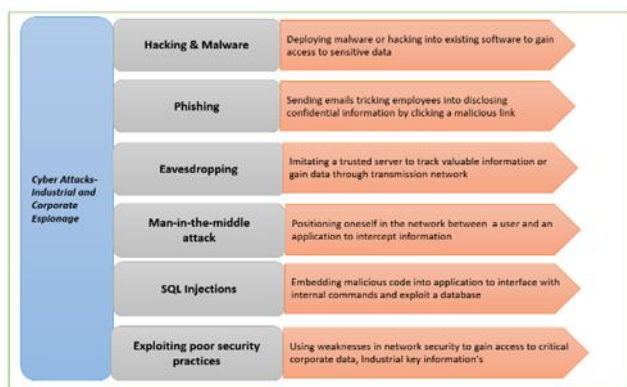 Cyber Attacks-
Industrial and
Corporate
Espionage
Hacking & Malware
Deploying malware or hacking into existing software to gain
access to sensitive data
Phishing
Sending emails tricking employees into disclosing
confidential information by clicking a malicious link
Eavesdropping
Imitating a trusted server to track valuable information or
gain data through transmission network
Man-in-the-middle
attack
Positioning oneself in the network between a user and an
application to intercept information
SQL Injections
Embedding malicious code into application to interface with
internal commands and exploit a database
Exploiting poor security
practices
Using weaknesses in network security to gain access to critical
corporate data, Industrial key information's